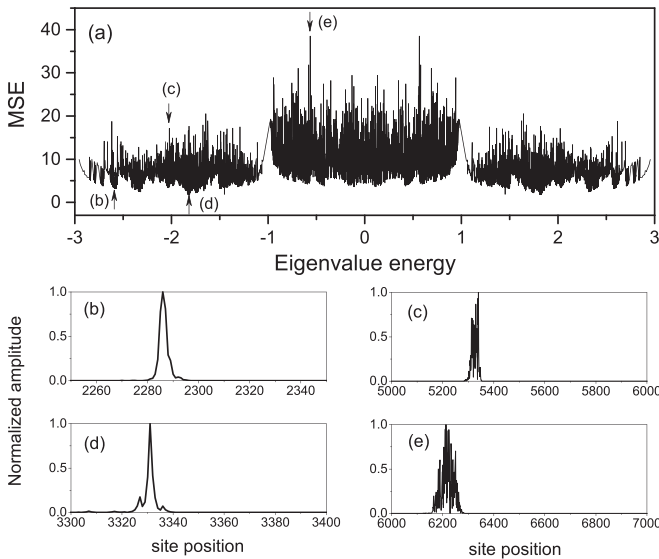 40
(a)
(e)
30
MSE
(c)
20
10
0
(b)
(d)
-3 -2 -1 0 1 2 3
Eigenvalue energy
1.0 (b) 1.0 (c)
0.5 0.5
0.0 0.0
2260 2280 2300 2320 2340 5000 5200 5400 5600 5800 6000
Normalized amplitude
1.0 (d) 1.0 (e)
0.5 0.5
0.0 0.0
3300 3320 3340 3360 3380 3400 6000 6200 6400 6600 6800 7000
site position site position